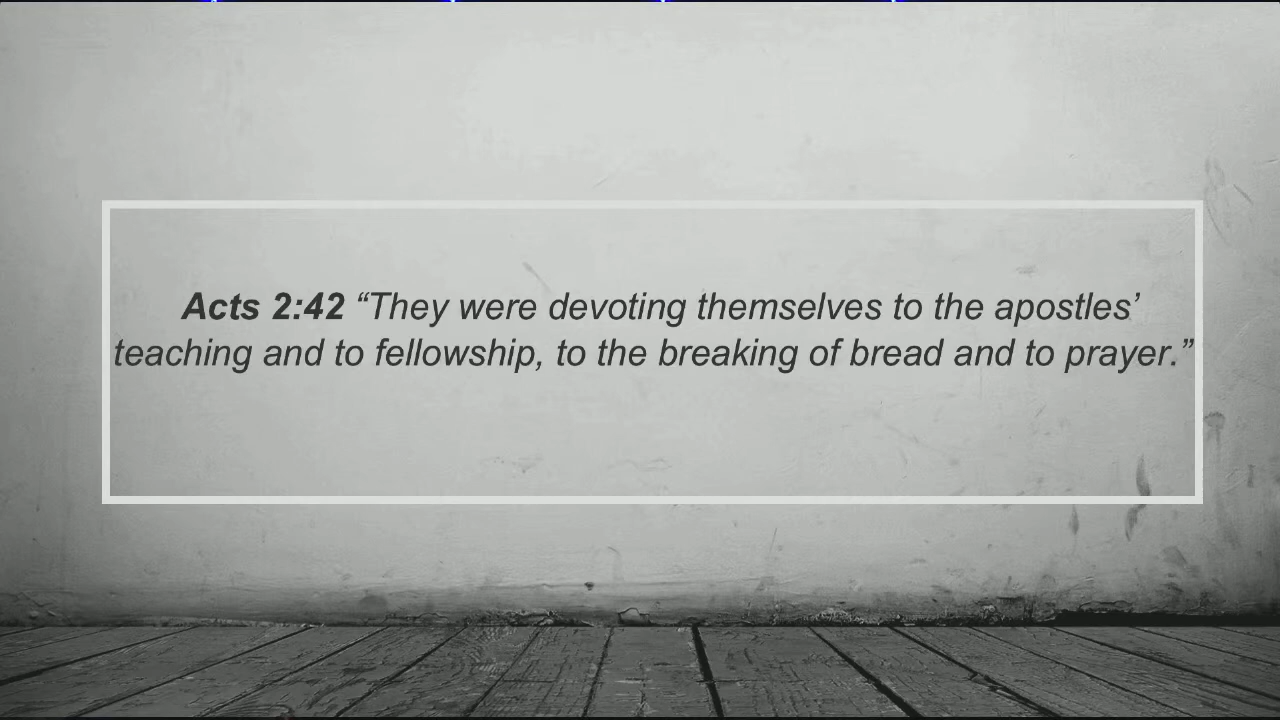 Acts 2:42 “They were devoting themselves to the apostles’
teaching and to fellowship, to the breaking of bread and to prayer.”